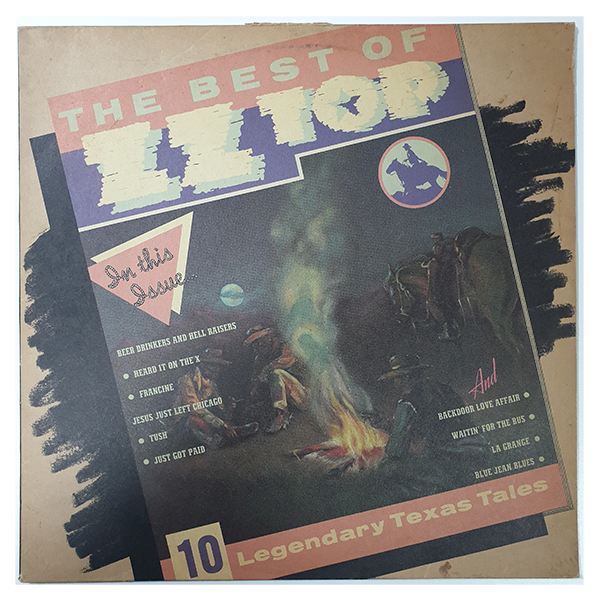 THE BEST OF
ZZ TOP
In this
Issue...
BEER DRINKERS AND HELL RAISERS
• HEARD IT ON THE X
• FRANCINE
JESUS JUST LEFT CHICAGO
• TUSH
• JUST GOT PAID
And
BACKDOOR LOVE AFFAIR •
WAITIN' FOR THE BUS •
LA GRANGE •
BLUE JEAN BLUES •
10 Legendary Texas Tales